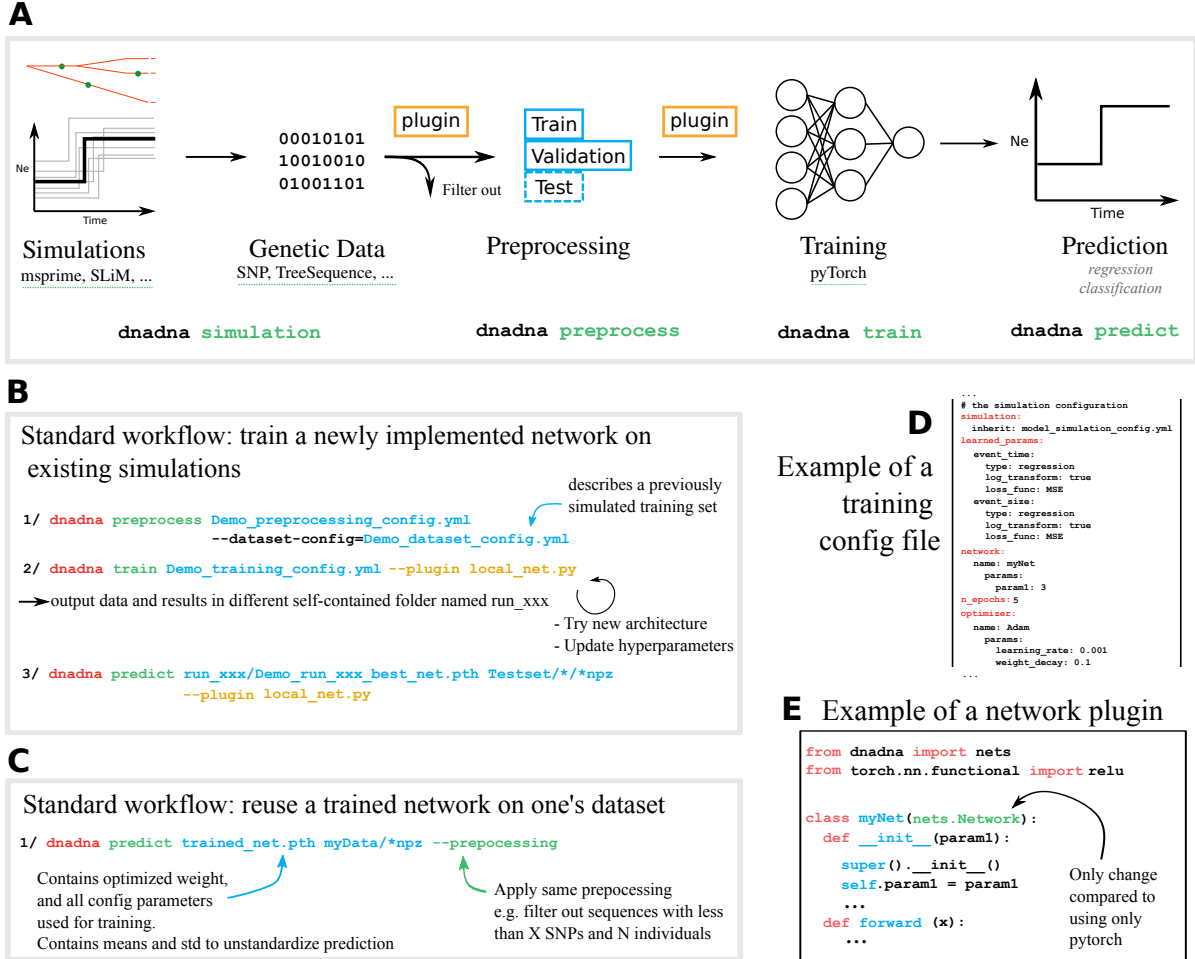 A
Ne
Time
Simulations
msprime, SLiM, ...
00010101
10010010
01001101
Genetic Data
SNP, TreeSequence, ...
plugin
Filter out
Train
Validation
Test
Preprocessing
plugin
Training
pyTorch
Ne
Time
Prediction
regression
classification
dnadna simulation
dnadna preprocess
dnadna train
dnadna predict
B
Standard workflow: train a newly implemented network on
existing simulations
describes a previously
simulated training set
1/ dnadna preprocess Demo_preprocessing_config.yml
--dataset-config=Demo_dataset_config.yml
2/ dnadna train Demo_training_config.yml --plugin local_net.py
output data and results in different self-contained folder named run_xxx
- Try new architecture
- Update hyperparameters
3/ dnadna predict run_xxx/Demo_run_xxx_best_net.pth Testset/*/*npz
--plugin local_net.py
C
Standard workflow: reuse a trained network on one's dataset
1/ dnadna predict trained_net.pth myData/*npz --prepocessing
Contains optimized weight,
and all config parameters
used for training.
Contains means and std to unstandardize prediction
Apply same prepocessing
e.g. filter out sequences with less
than X SNPs and N individuals
D
Example of a
training
config file
...
# the simulation configuration
simulation:
inherit: model_simulation_config.yml
learned_params:
event_time:
type: regression
log_transform: true
loss_func: MSE
event_size:
type: regression
log_transform: true
loss_func: MSE
network:
name: myNet
params:
param1: 3
n_epochs: 5
optimizer:
name: Adam
params:
learning_rate: 0.001
weight_decay: 0.1
...
E
Example of a network plugin
from dnadna import nets
from torch.nn.functional import relu
class myNet(nets.Network):
def __init__(param1):
super().__init__()
self.param1 = param1
...
def forward (x):
...
Only change
compared to
using only
pytorch